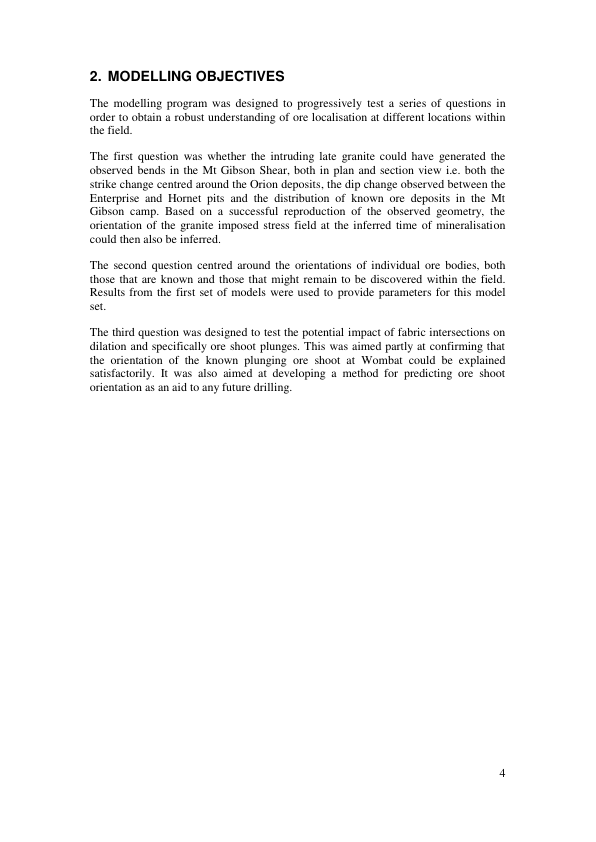 2. MODELLING OBJECTIVES
The modelling program was designed to progressively test a series of questions in
order to obtain a robust understanding of ore localisation at different locations within
the field.
The first question was whether the intruding late granite could have generated the
observed bends in the Mt Gibson Shear, both in plan and section view i.e. both the
strike change centred around the Orion deposits, the dip change observed between the
Enterprise and Hornet pits and the distribution of known ore deposits in the Mt
Gibson camp. Based on a successful reproduction of the observed geometry, the
orientation of the granite imposed stress field at the inferred time of mineralisation
could then also be inferred.
The second question centred around the orientations of individual ore bodies, both
those that are known and those that might remain to be discovered within the field.
Results from the first set of models were used to provide parameters for this model
set.
The third question was designed to test the potential impact of fabric intersections on
dilation and specifically ore shoot plunges. This was aimed partly at confirming that
the orientation of the known plunging ore shoot at Wombat could be explained
satisfactorily. It was also aimed at developing a method for predicting ore shoot
orientation as an aid to any future drilling.
4